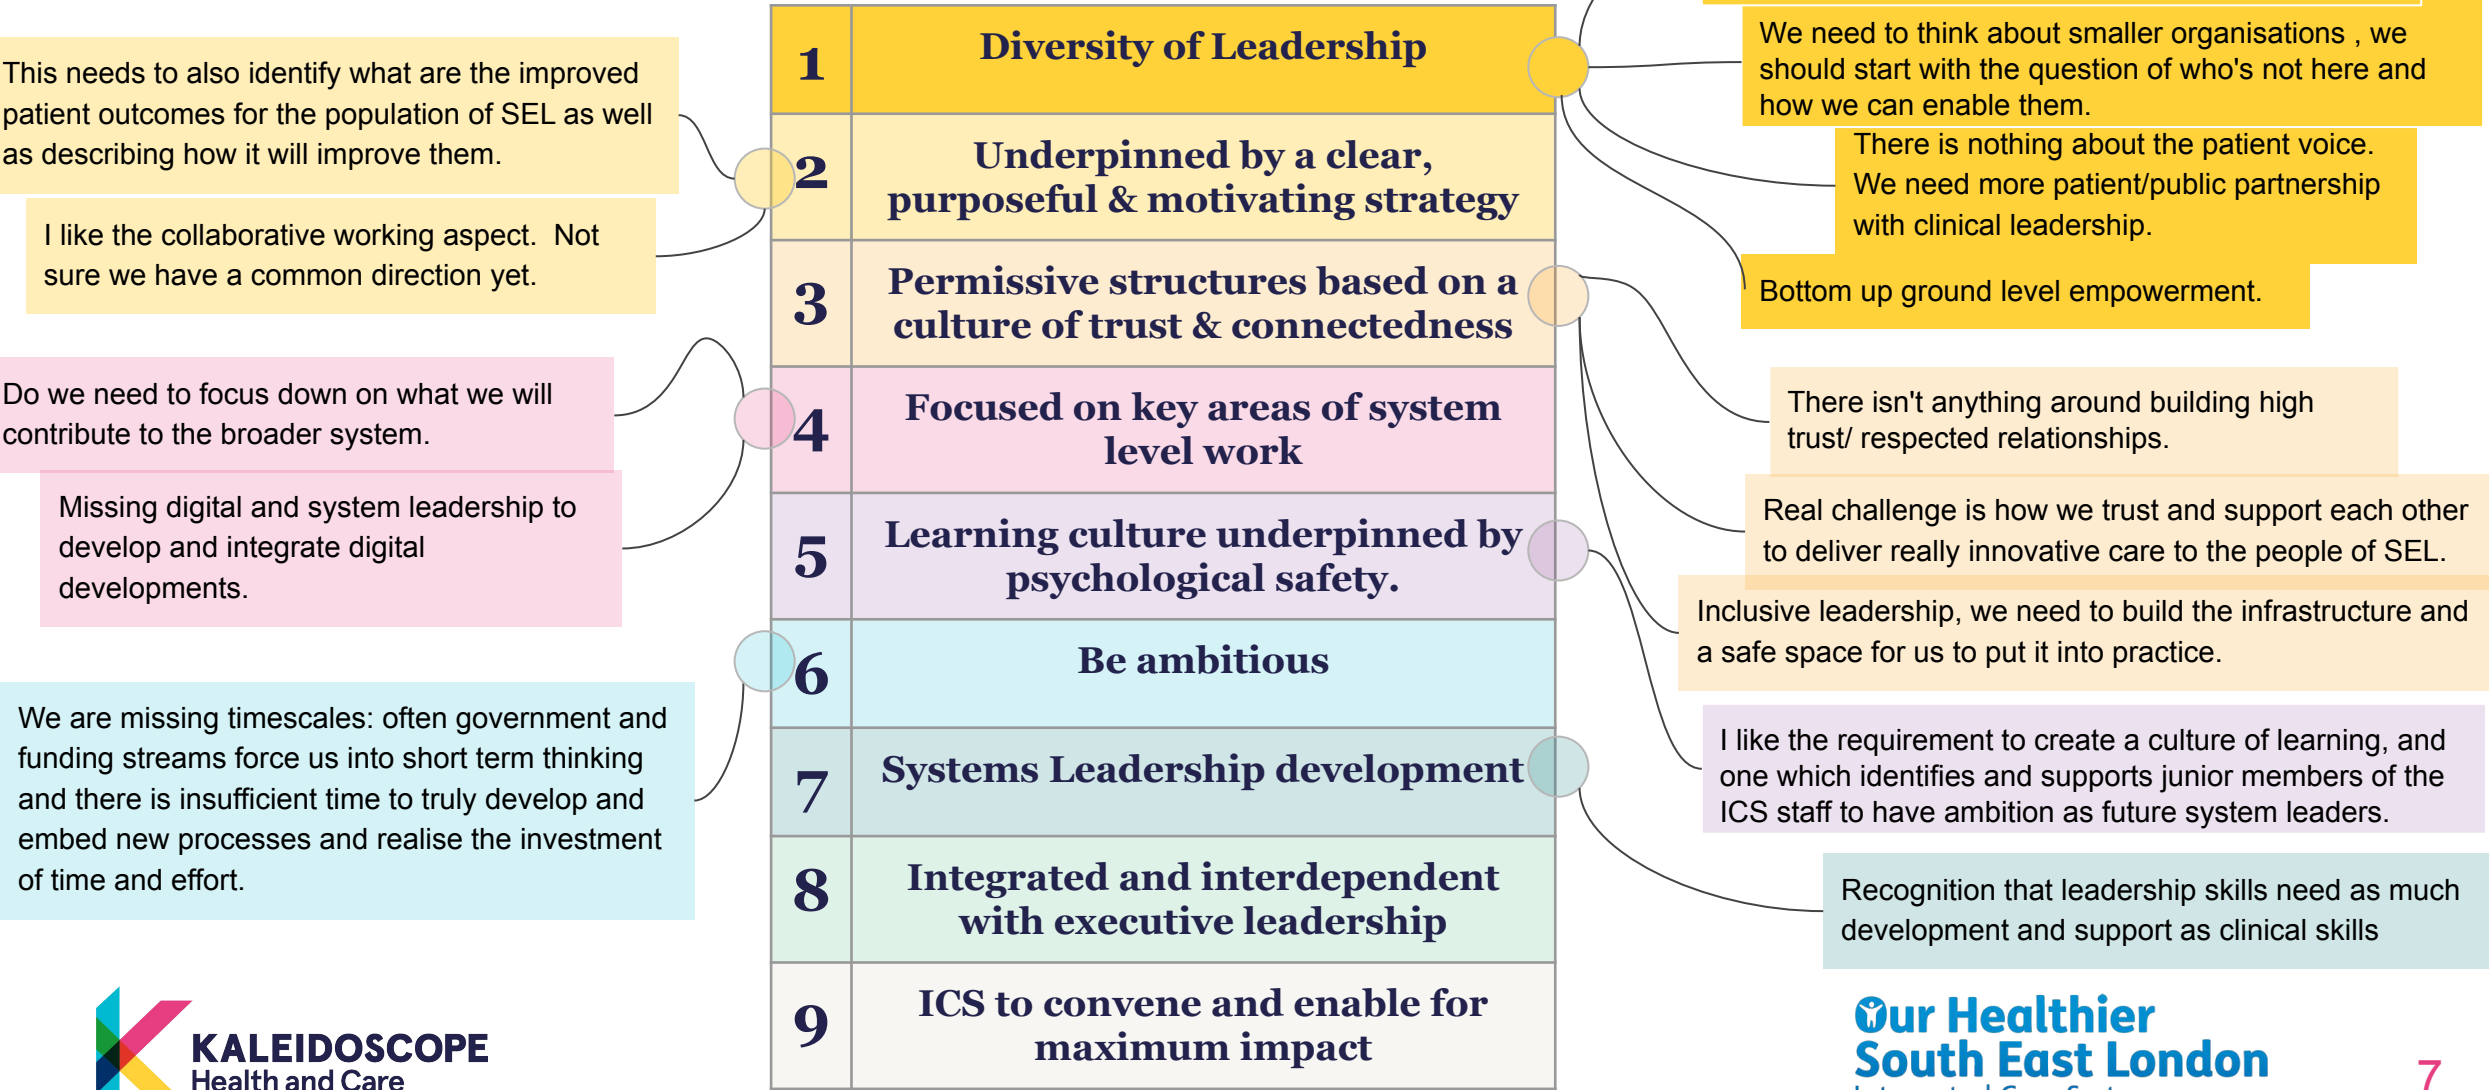 This needs to also identify what are the improved
patient outcomes for the population of SEL as well
as describing how it will improve them.
I like the collaborative working aspect.  Not
sure we have a common direction yet.
Do we need to focus down on what we will
contribute to the broader system.
Missing digital and system leadership to
develop and integrate digital
developments.
We are missing timescales: often government and
funding streams force us into short term thinking
and there is insufficient time to truly develop and
embed new processes and realise the investment
of time and effort.
1
Diversity of Leadership
2
Underpinned by a clear,
purposeful & motivating strategy
3
Permissive structures based on a
culture of trust & connectedness
4
Focused on key areas of system
level work
5
Learning culture underpinned by
psychological safety.
6
Be ambitious
7
Systems Leadership development
8
Integrated and interdependent
with executive leadership
9
ICS to convene and enable for
maximum impact
We need to think about smaller organisations , we
should start with the question of who's not here and
how we can enable them.
There is nothing about the patient voice.
We need more patient/public partnership
with clinical leadership.
Bottom up ground level empowerment.
There isn't anything around building high
trust/ respected relationships.
Real challenge is how we trust and support each other
to deliver really innovative care to the people of SEL.
Inclusive leadership, we need to build the infrastructure and
a safe space for us to put it into practice.
I like the requirement to create a culture of learning, and
one which identifies and supports junior members of the
ICS staff to have ambition as future system leaders.
Recognition that leadership skills need as much
development and support as clinical skills
KALEIDOSCOPE
Health and Care
Our Healthier
South East London
7